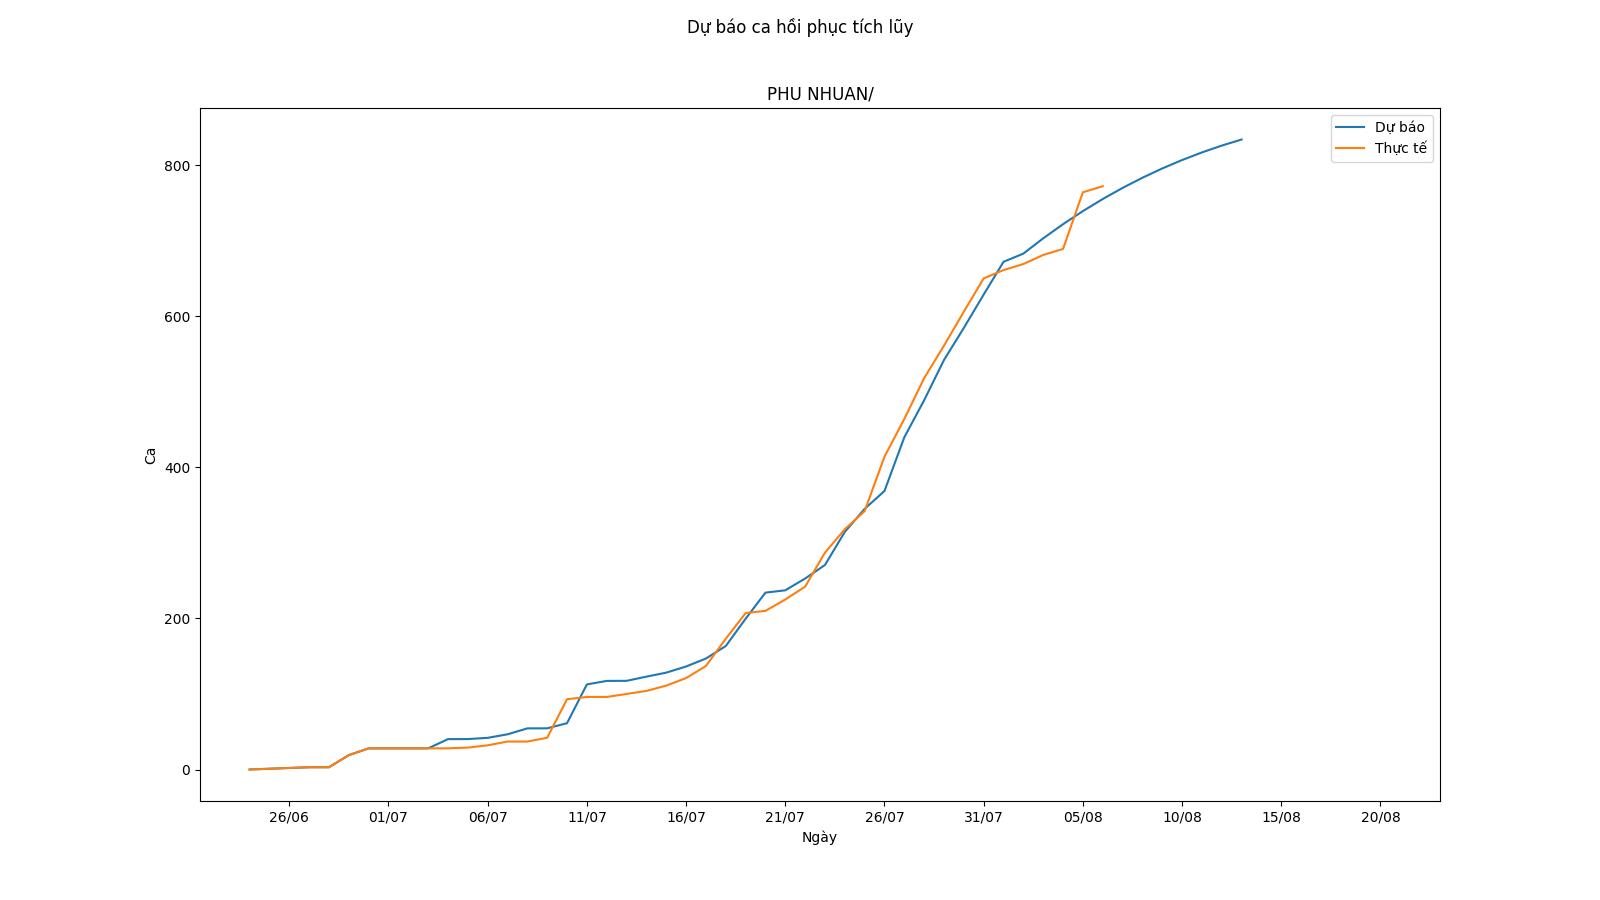 Dự báo ca hồi phục tích lũy
PHU NHUAN/
Dự báo
Thực tế
800
600
400
200
0
Ca
26/06 01/07 06/07 11/07 16/07 21/07 26/07 31/07 05/08 10/08 15/08 20/08
Ngày